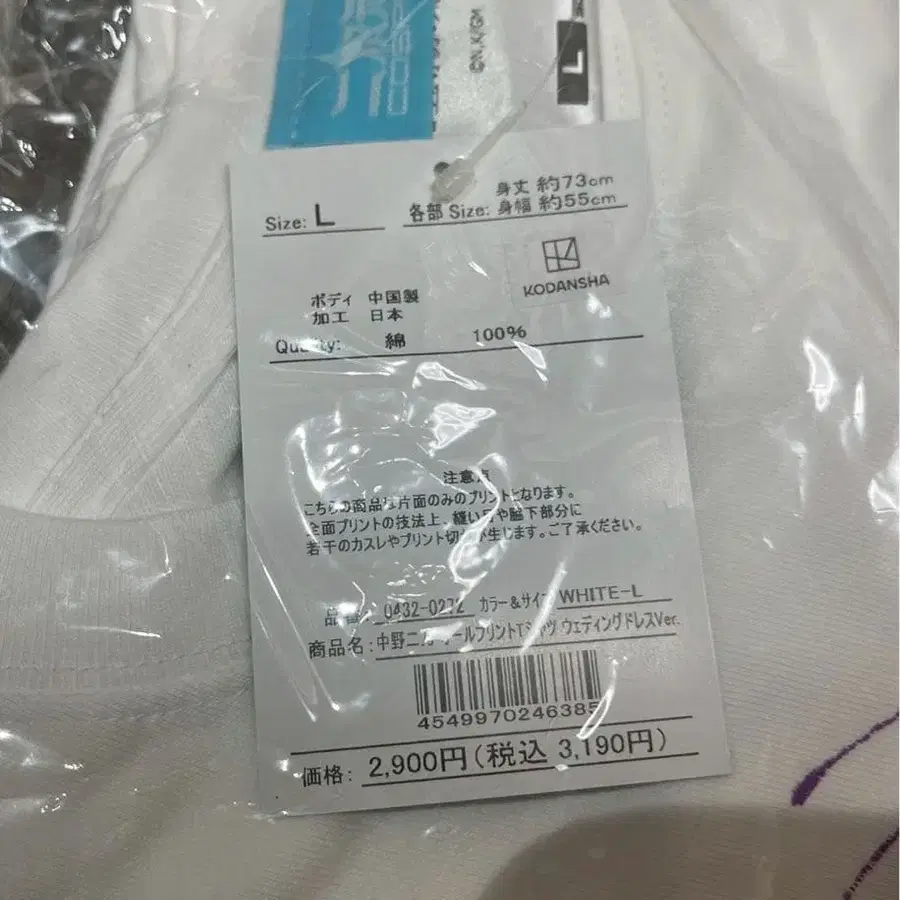 ©N,K/GN
L
Size: L
各部 Size: 身丈 約73cm
身幅 約55cm
KODANSHA
ボディ 中国製
加工 日本
Quality: 綿 100%
注意点
こちらの商品は片面のみのプリントとなります。
全面プリントの技法上、縫い目や脇下部分に
若干のカスレやプリント切れが生じます。ご了承ください。
品番: 0432-0272 カラー&サイズ WHITE-L
商品名: 中野二乃 オールプリントTシャツ ウェディングドレスVer.
4549970246385
価格: 2,900円(税込 3,190円)